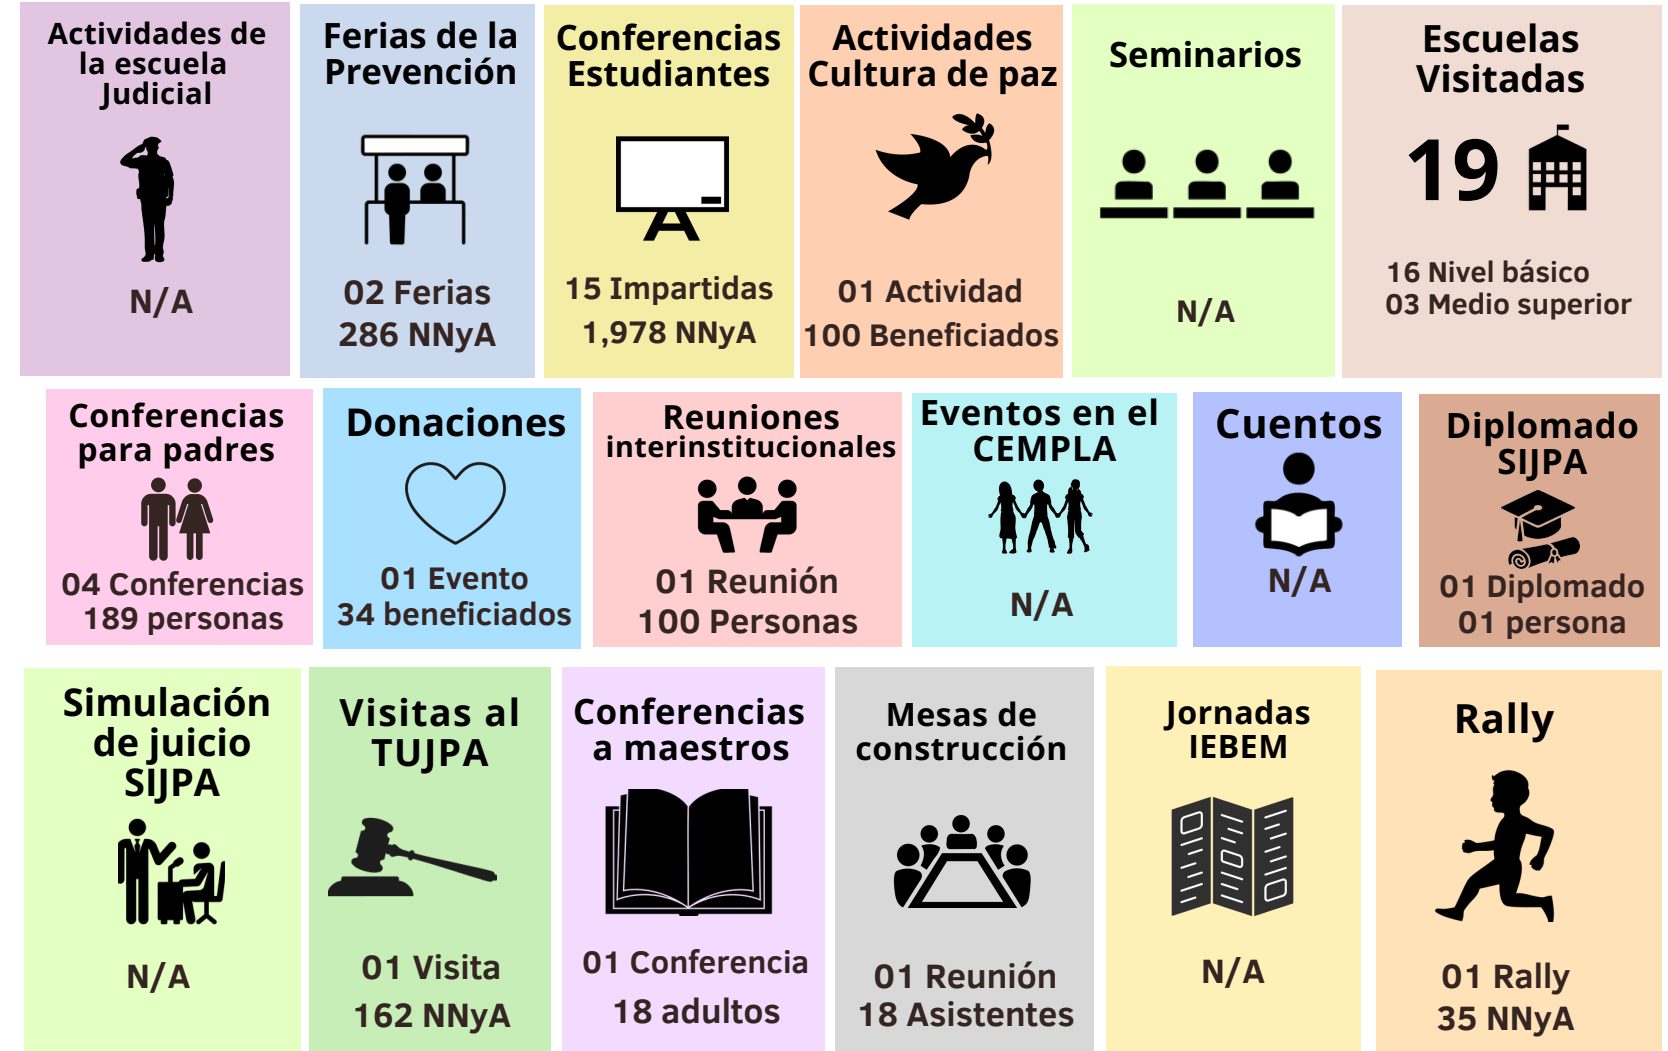 Actividades de
la escuela
Judicial
N/A
Ferias de la
Prevención
02 Ferias
286 NNyA
Conferencias
Estudiantes
15 Impartidas
1,978 NNyA
Actividades
Cultura de paz
01 Actividad
100 Beneficiados
Seminarios
N/A
Escuelas
Visitadas
19
16 Nivel básico
03 Medio superior
Conferencias
para padres
04 Conferencias
189 personas
Donaciones
01 Evento
34 beneficiados
Reuniones
interinstitucionales
01 Reunión
100 Personas
Eventos en el
CEMPLA
N/A
Cuentos
N/A
Diplomado
SIJPA
01 Diplomado
01 persona
Simulación
de juicio
SIJPA
N/A
Visitas al
TUJPA
01 Visita
162 NNyA
Conferencias
a maestros
01 Conferencia
18 adultos
Mesas de
construcción
01 Reunión
18 Asistentes
Jornadas
IEBEM
N/A
Rally
01 Rally
35 NNyA